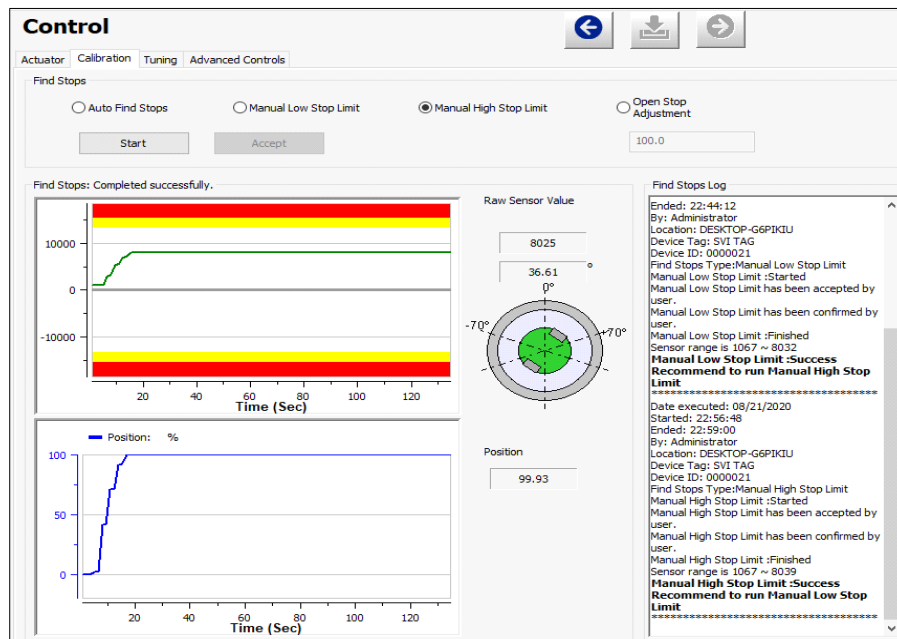 Control
Actuator Calibration Tuning Advanced Controls
Find Stops
Auto Find Stops
Manual Low Stop Limit
Manual High Stop Limit
Open Stop
Adjustment
Start
Accept
100.0
Find Stops: Completed successfully.
10000
0
-10000
20 40 60 80 100 120
Time (Sec)
Raw Sensor Value
8025
36.61 °
0°
-70°
+70°
Position: %
100
50
0
20 40 60 80 100 120
Time (Sec)
Position
99.93
Find Stops Log
Ended: 22:44:12
By: Administrator
Location: DESKTOP-G6PIKIU
Device Tag: SVI TAG
Device ID: 0000021
Find Stops Type:Manual Low Stop Limit
Manual Low Stop Limit :Started
Manual Low Stop Limit has been accepted by
user.
Manual Low Stop Limit has been confirmed by
user.
Manual Low Stop Limit :Finished
Sensor range is 1067 ~ 8032
Manual Low Stop Limit :Success
Recommend to run Manual High Stop
Limit
************************************
Date executed: 08/21/2020
Started: 22:56:48
Ended: 22:59:00
By: Administrator
Location: DESKTOP-G6PIKIU
Device Tag: SVI TAG
Device ID: 0000021
Find Stops Type:Manual High Stop Limit
Manual High Stop Limit :Started
Manual High Stop Limit has been accepted by
user.
Manual High Stop Limit has been confirmed by
user.
Manual High Stop Limit :Finished
Sensor range is 1067 ~ 8039
Manual High Stop Limit :Success
Recommend to run Manual Low Stop
Limit
************************************